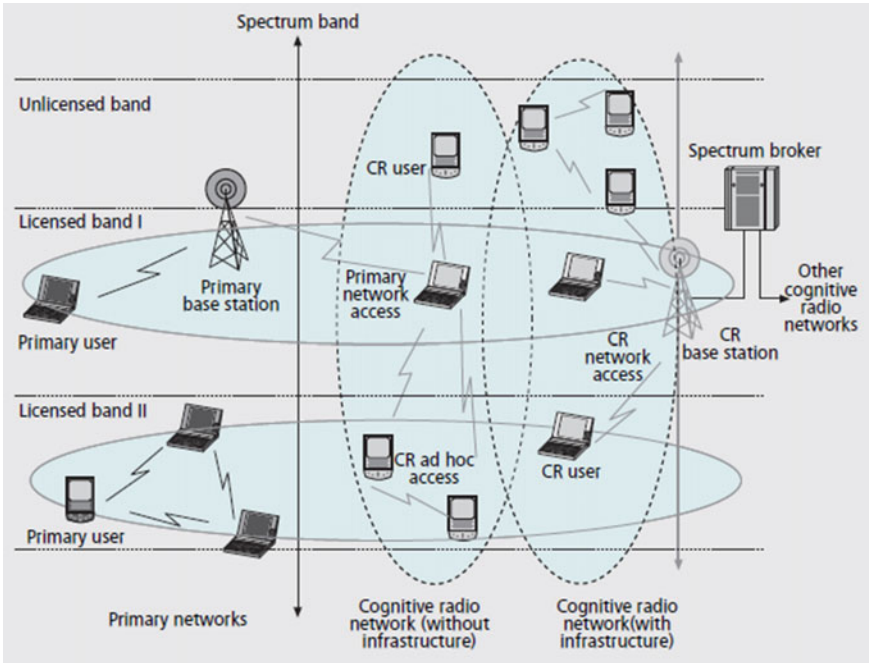 Spectrum band
Unlicensed band
CR user
Spectrum broker
Licensed band I
Primary
base station
Primary
network
access
Other
cognitive
radio
networks
Primary user
CR
network
access
CR
base station
Licensed band II
CR ad hoc
access
CR user
Primary user
Primary networks
Cognitive radio
network (without
infrastructure)
Cognitive radio
network(with
infrastructure)